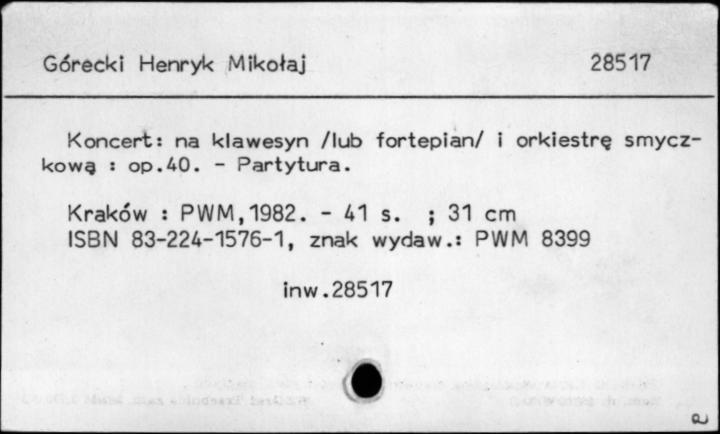 Górecki Henryk Mikołaj 28517
Koncert: na klawesyn /lub fortepian/ i orkiestrę smycz-
kową : op.40. - Partytura.
Kraków : PWM,1982. - 41 s. ; 31 cm
ISBN 83-224-1576-1, znak wydaw.: PWM 8399
inw.28517